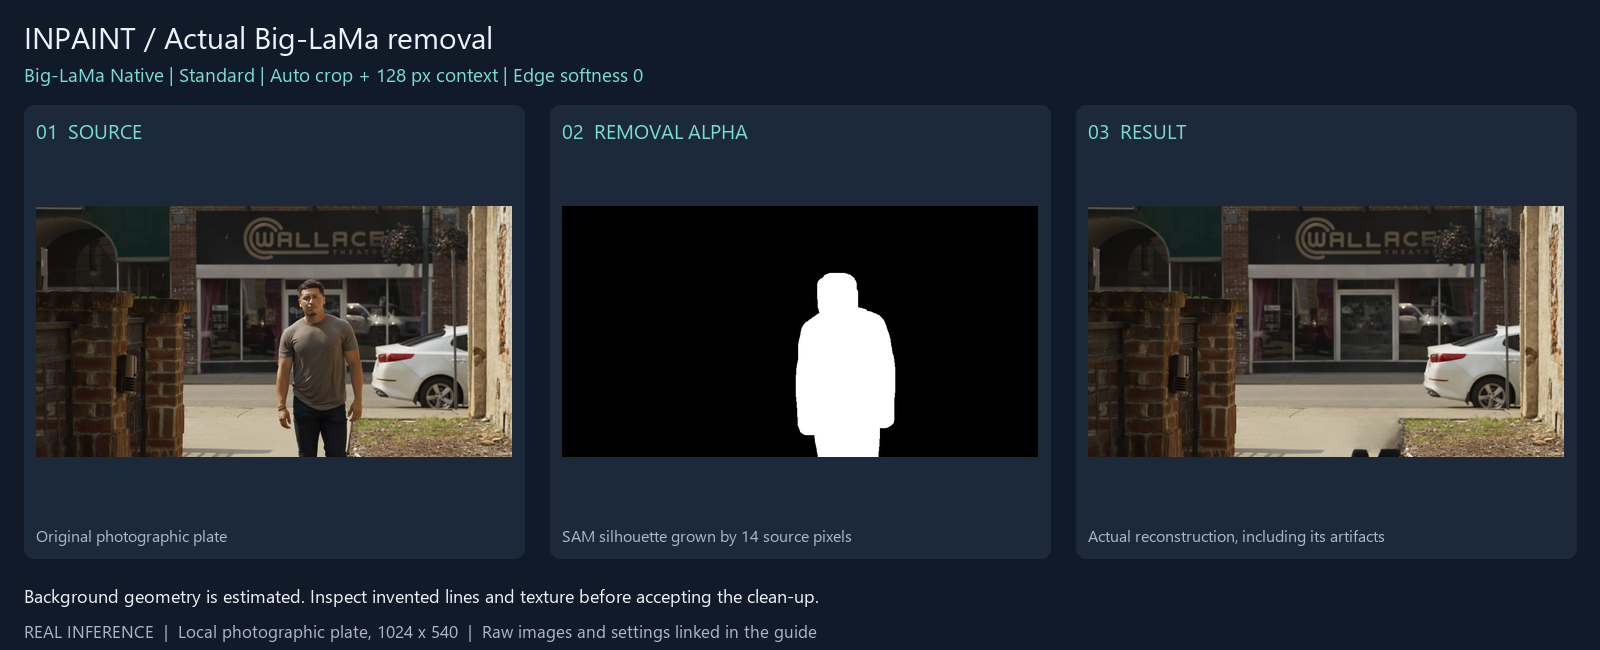 INPAINT / Actual Big-LaMa removal
Big-LaMa Native | Standard | Auto crop + 128 px context | Edge softness 0
01 SOURCE
WALLACE
THEATER
Original photographic plate
02 REMOVAL ALPHA
SAM silhouette grown by 14 source pixels
03 RESULT
WALLACE
Actual reconstruction, including its artifacts
Background geometry is estimated. Inspect invented lines and texture before accepting the clean-up.
REAL INFERENCE | Local photographic plate, 1024 x 540 | Raw images and settings linked in the guide